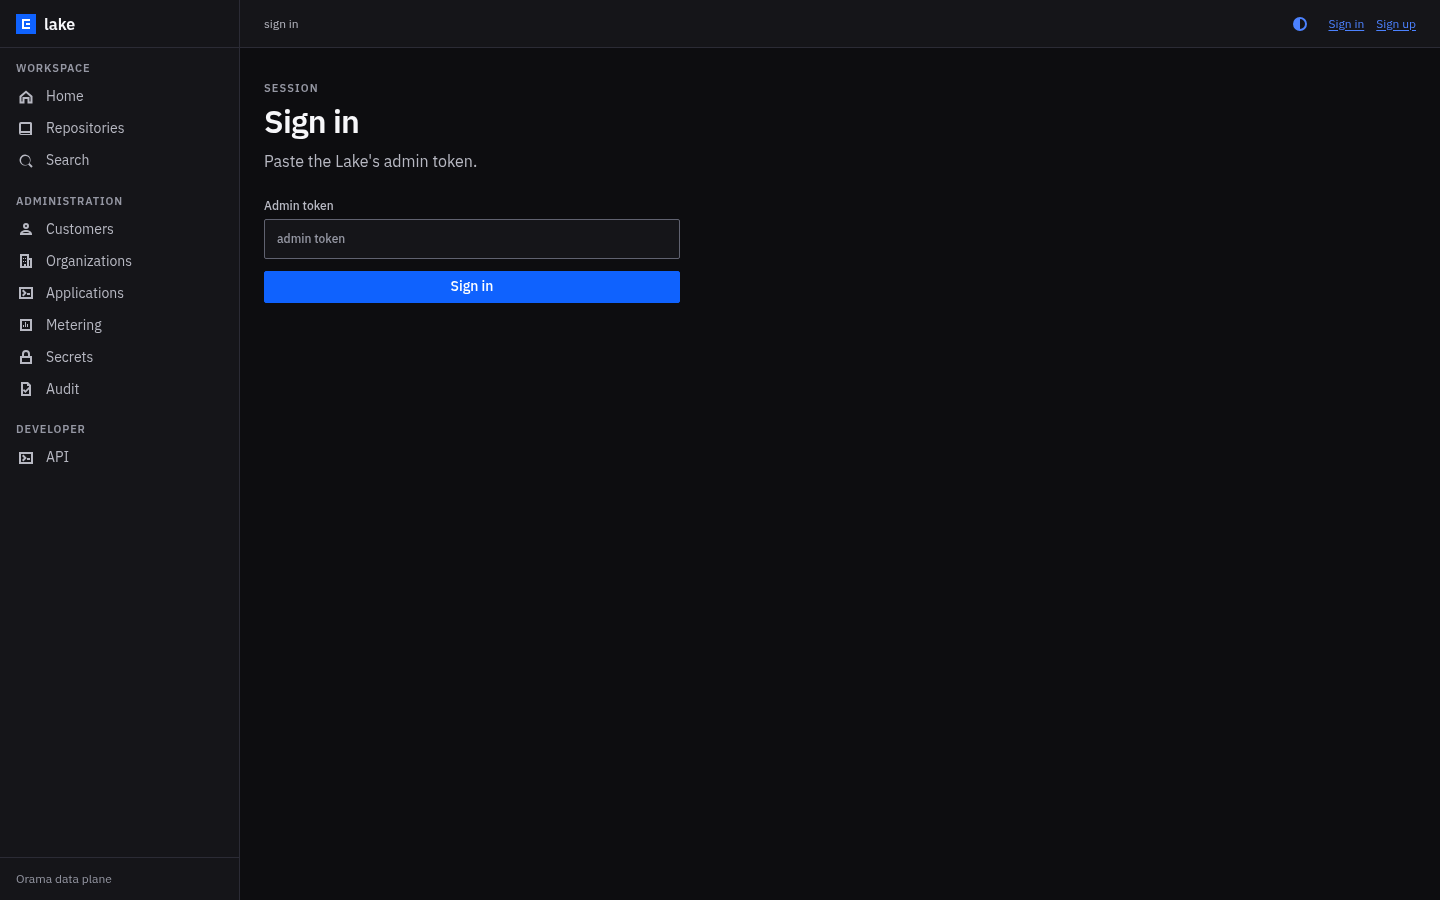 lake
sign in
Sign in
Sign up
WORKSPACE
Home
Repositories
Search
ADMINISTRATION
Customers
Organizations
Applications
Metering
Secrets
Audit
DEVELOPER
API
Orama data plane
SESSION
Sign in
Paste the Lake's admin token.
Admin token
admin token
Sign in